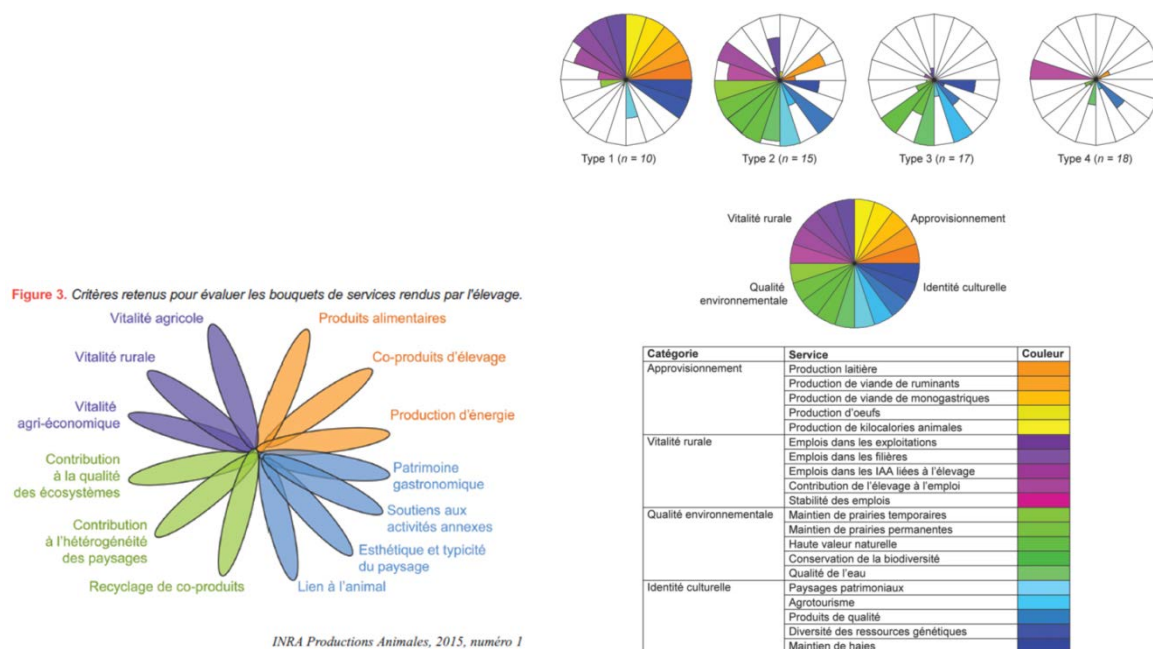 Type 1 (n = 10)
Type 2 (n = 15)
Type 3 (n = 17)
Type 4 (n = 18)
Vitalité rurale
Approvisionnement
Qualité
environnementale
Identité culturelle
Figure 3. Critères retenus pour évaluer les bouquets de services rendus par l'élevage.
Vitalité agricole
Produits alimentaires
Vitalité rurale
Co-produits d'élevage
Vitalité
agri-économique
Production d'énergie
Contribution
à la qualité
des écosystèmes
Patrimoine
gastronomique
Soutiens aux
activités annexes
Contribution
à l'hétérogénéité
des paysages
Esthétique et typicité
du paysage
Recyclage de co-produits
Lien à l'animal
INRA Productions Animales, 2015, numéro 1
Catégorie Service Couleur
Approvisionnement Production laitière
Production de viande de ruminants
Production de viande de monogastriques
Production d'oeufs
Production de kilocalories animales
Vitalité rurale Emplois dans les exploitations
Emplois dans les filières
Emplois dans les IAA liées à l'élevage
Contribution de l'élevage à l'emploi
Stabilité des emplois
Qualité environnementale Maintien de prairies temporaires
Maintien de prairies permanentes
Haute valeur naturelle
Conservation de la biodiversité
Qualité de l'eau
Identité culturelle Paysages patrimoniaux
Agrotourisme
Produits de qualité
Diversité des ressources génétiques
Maintien de haies